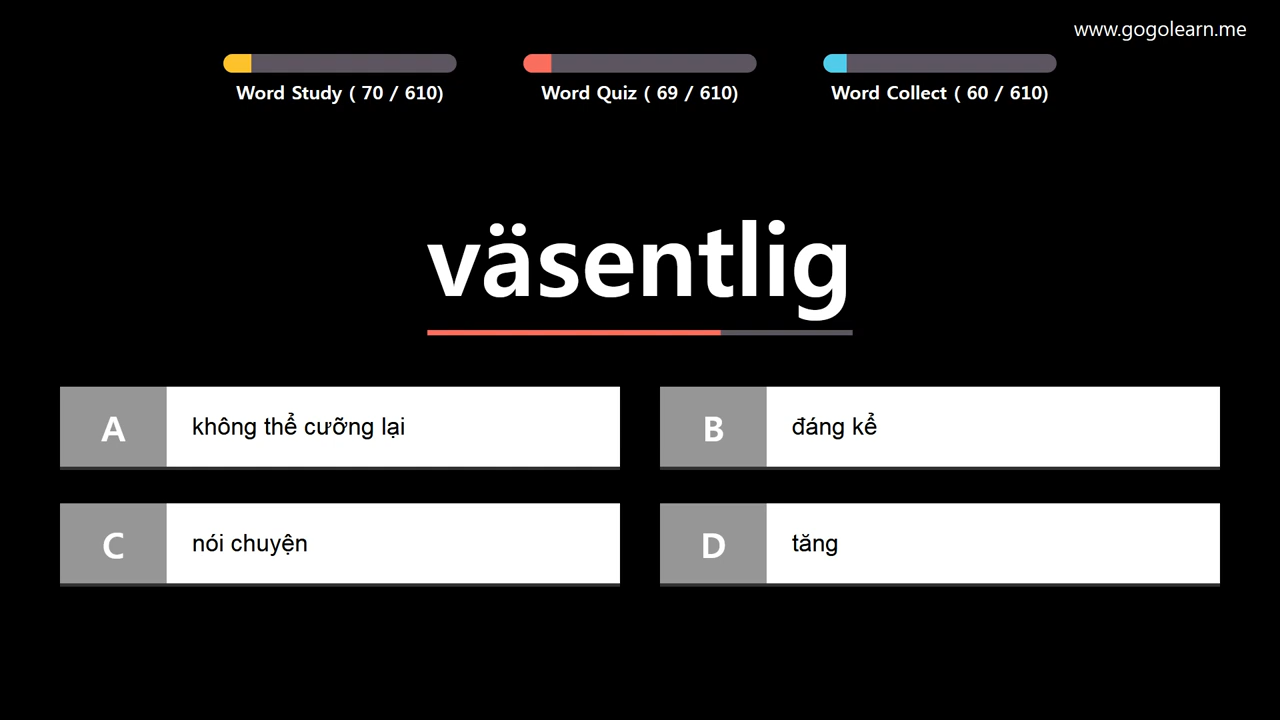 www.gogolearn.me
Word Study ( 70 / 610)
Word Quiz ( 69 / 610)
Word Collect ( 60 / 610)
väsentlig
A không thể cưỡng lại
B đáng kể
C nói chuyện
D tăng